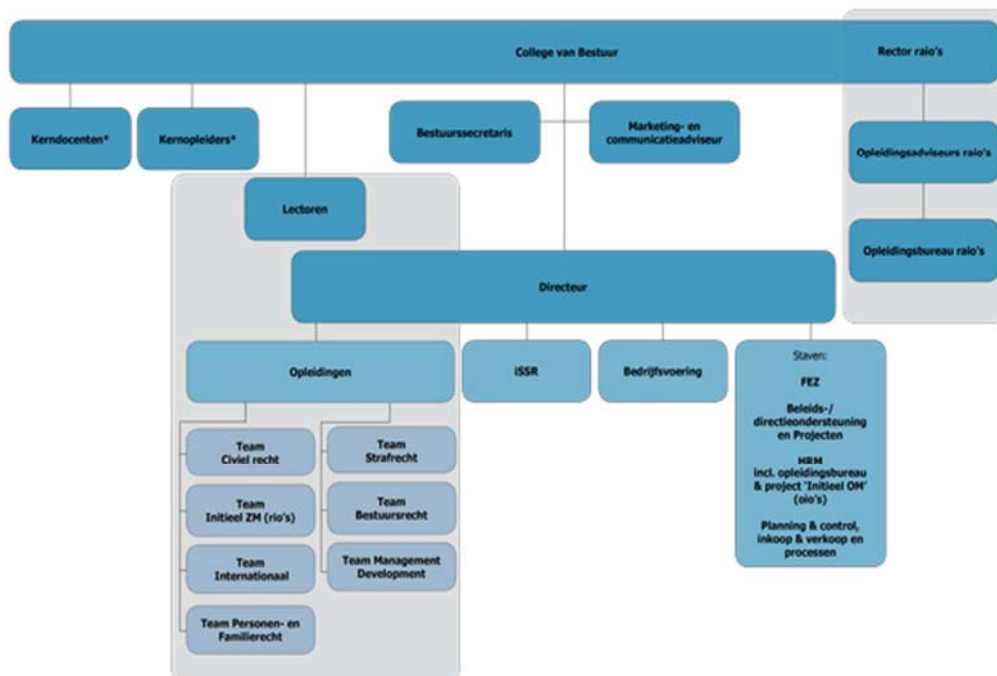 College van Bestuur
Rector raio's
Kerndocenten*
Kernopleiders*
Bestuurssecretaris
Marketing- en
communicatieadviseur
Opleidingsadviseurs raio's
Lectoren
Opleidingsbureau raio's
Directeur
Opleidingen
iSSR
Bedrijfsvoering
Staven:
FEZ
Beleids-/
directieondersteuning
en Projecten
HRM
incl. opleidingsbureau
& project 'Initieel OM'
(oio's)
Planning & control,
inkoop & verkoop en
processen
Team
Civiel recht
Team
Strafrecht
Team
Initieel ZM (rio's)
Team
Bestuursrecht
Team
Internationaal
Team Management
Development
Team Personen- en
Familierecht